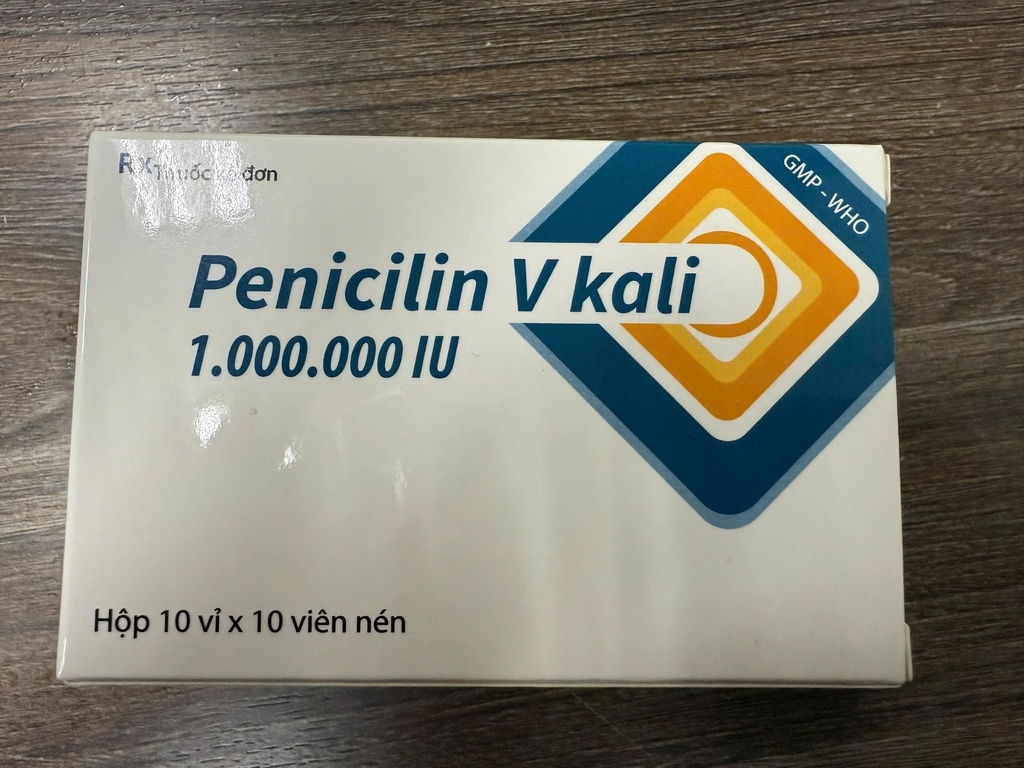 Rx Thuốc kê đơn
GMP - WHO
Penicilin V kali
1.000.000 IU
Hộp 10 vỉ x 10 viên nén